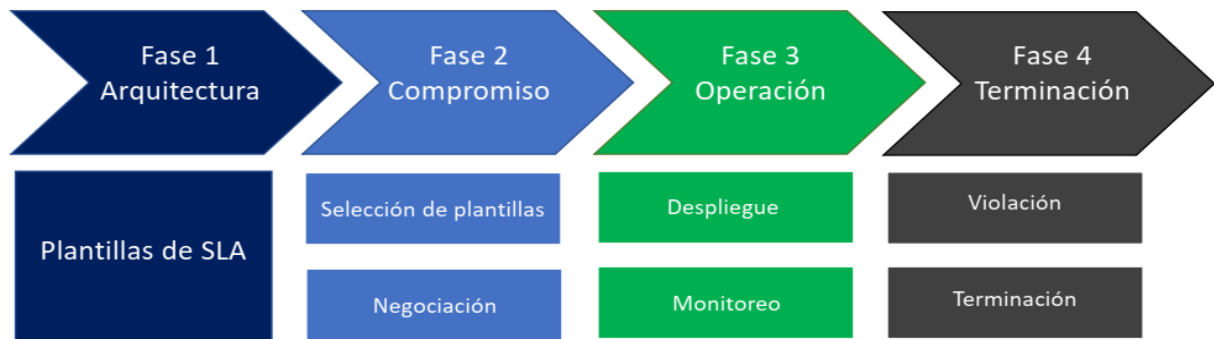 Fase 1
Arquitectura
Fase 2
Compromiso
Fase 3
Operación
Fase 4
Terminación
Plantillas de SLA
Selección de plantillas
Negociación
Despliegue
Monitoreo
Violación
Terminación